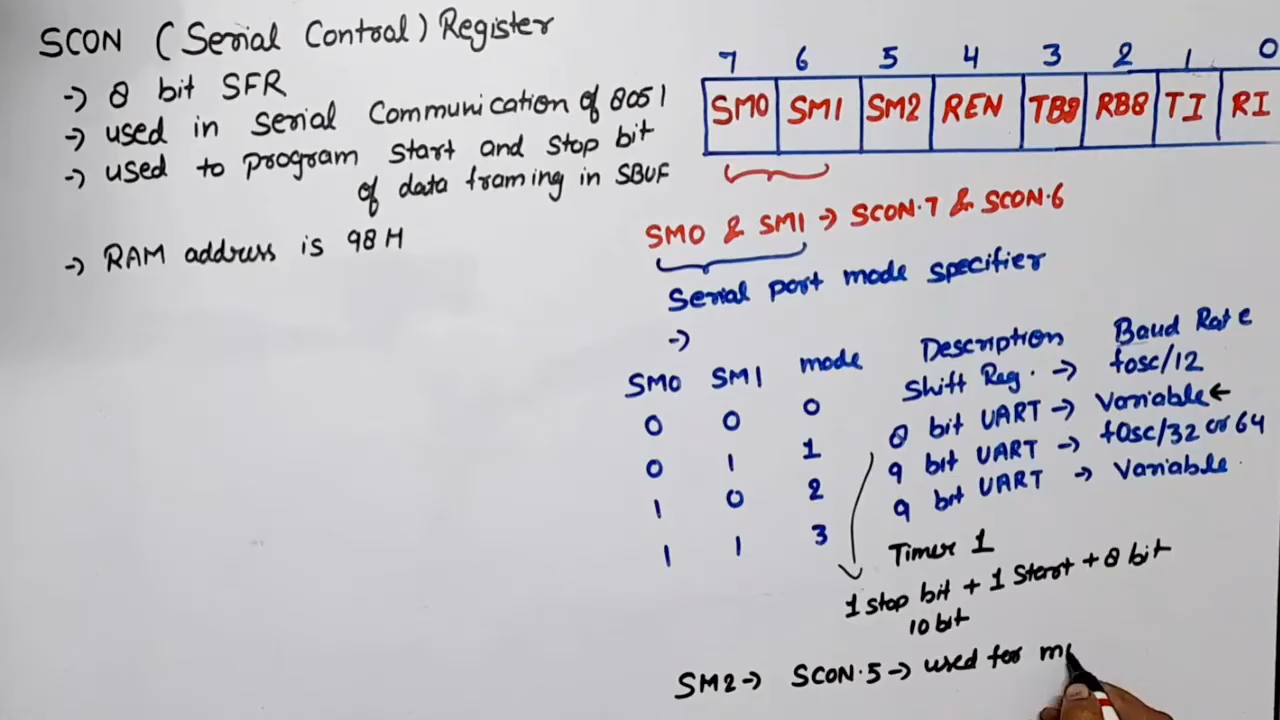 SCON (Serial Control) Register
-> 8 bit SFR
-> used in serial communication of 8051
-> used to program start and stop bit
of data framing in SBUF
-> RAM address is 98H
7 6 5 4 3 2 1 0
SM0 SM1 SM2 REN TB8 RB8 TI RI
SM0 & SM1 -> SCON.7 & SCON.6
Serial port mode specifier
->
SM0 SM1 mode Description Baud Rate
0 0 0 Shift Reg. -> fosc/12
0 1 1 8 bit UART -> Variable ←
1 0 2 9 bit UART -> fosc/32 or 64
1 1 3 9 bit UART -> Variable.
Timer 1
1 stop bit + 1 Start + 8 bit
10 bit
SM2 -> SCON.5 -> used for